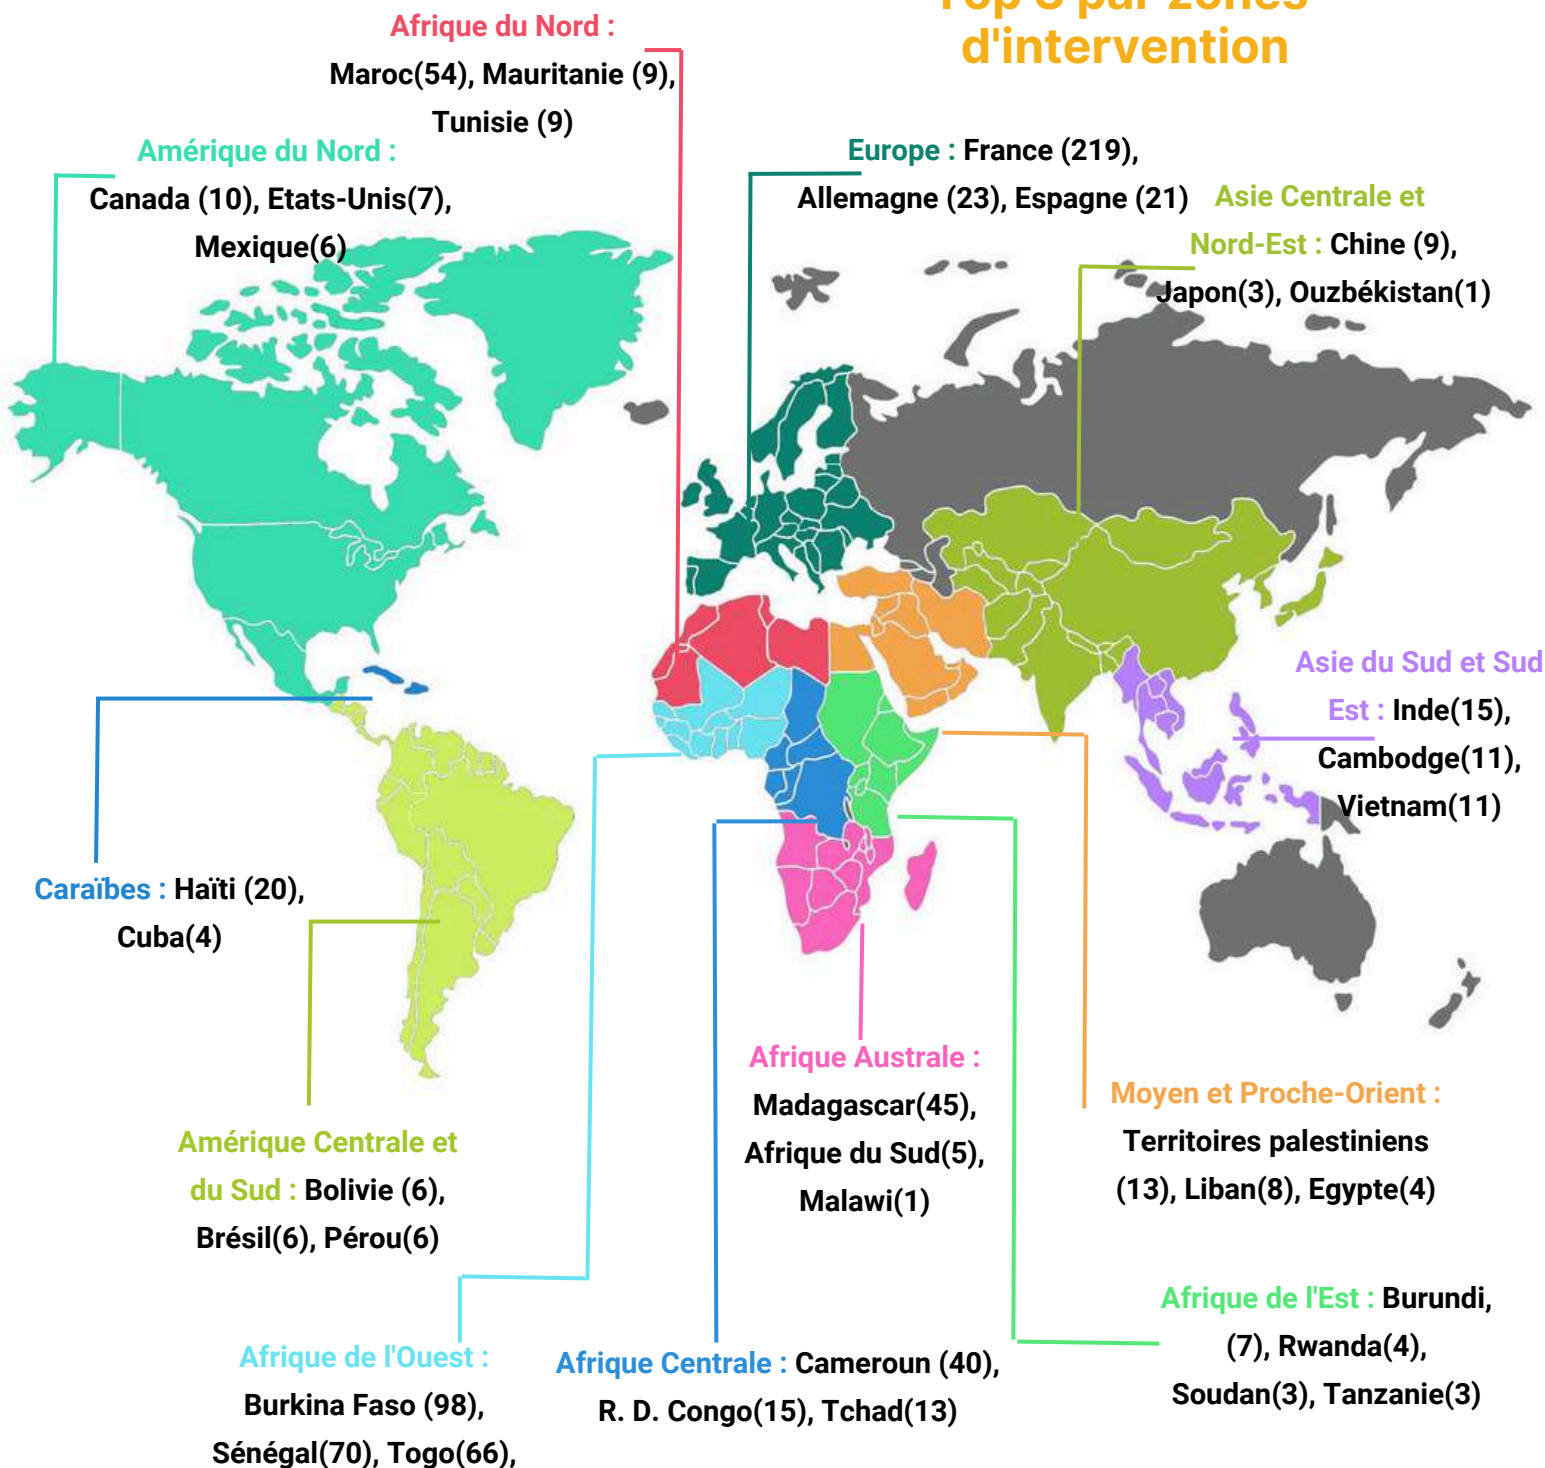 Top 3 par zones
d'intervention
Afrique du Nord :
Maroc(54), Mauritanie (9),
Tunisie (9)
Amérique du Nord :
Canada (10), Etats-Unis(7),
Mexique(6)
Europe : France (219),
Allemagne (23), Espagne (21)
Asie Centrale et
Nord-Est : Chine (9),
Japon(3), Ouzbékistan(1)
Asie du Sud et Sud
Est : Inde(15),
Cambodge(11),
Vietnam(11)
Caraïbes : Haïti (20),
Cuba(4)
Afrique Australe :
Madagascar(45),
Afrique du Sud(5),
Malawi(1)
Moyen et Proche-Orient :
Territoires palestiniens
(13), Liban(8), Egypte(4)
Amérique Centrale et
du Sud : Bolivie (6),
Brésil(6), Pérou(6)
Afrique de l'Est : Burundi,
(7), Rwanda(4),
Soudan(3), Tanzanie(3)
Afrique de l'Ouest :
Burkina Faso (98),
Sénégal(70), Togo(66),
Afrique Centrale : Cameroun (40),
R. D. Congo(15), Tchad(13)